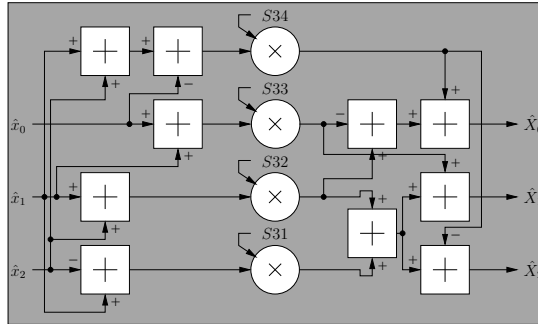 S34
+ + −
+
x̂₀ S33 − + + X̂
+ +
x̂₁ + S32 + + +
+ +
x̂₂ − S31 + + −
+